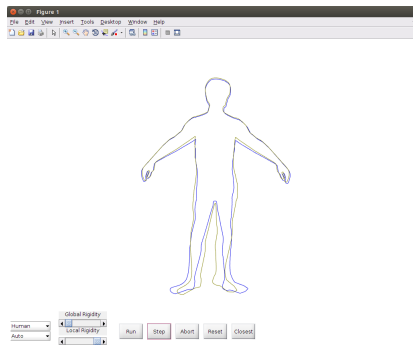 Figure 1
File Edit View Insert Tools Desktop Window Help
Global Rigidity
Human
Local Rigidity
Auto
Run Step Abort Reset Closest